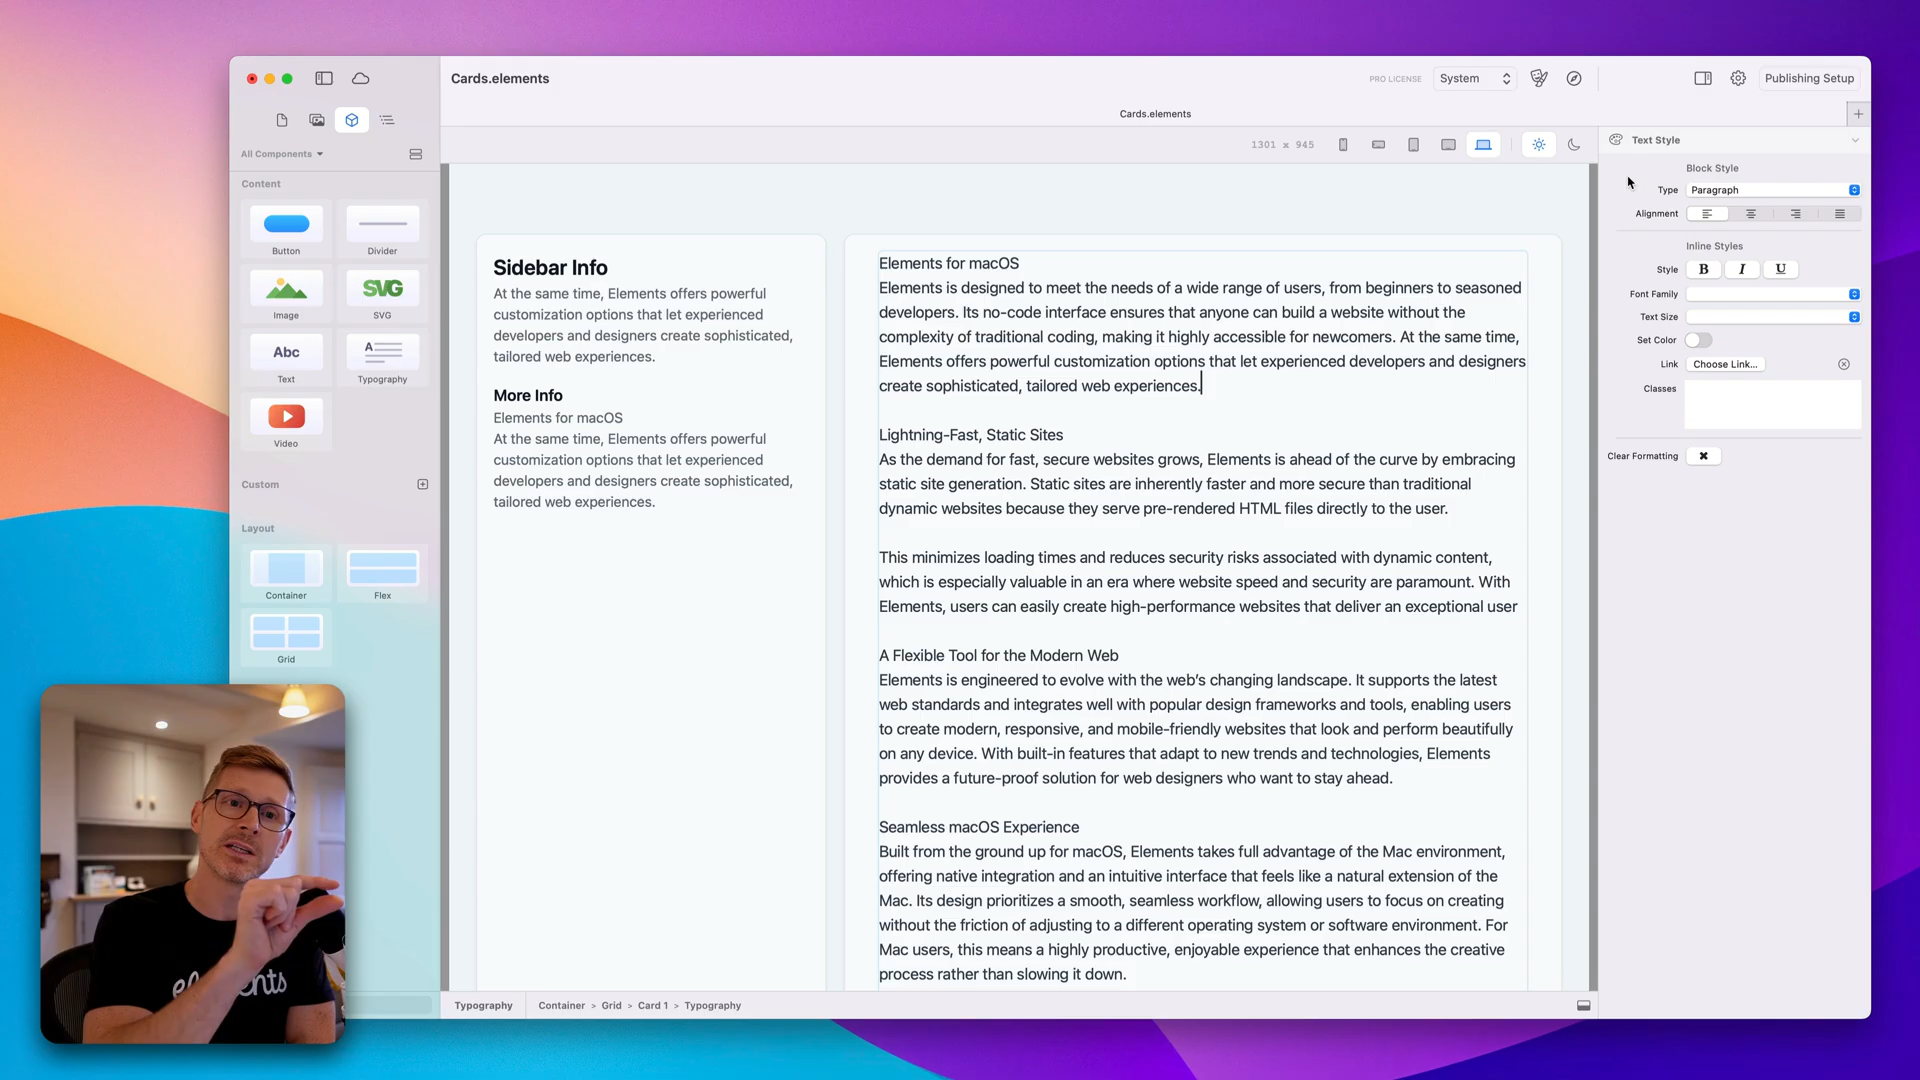 Cards.elements
PRO LICENSE
System
Publishing Setup
Cards.elements
All Components
1301 x 945
Content
Button
Divider
Image
SVG
SVG
Abc
Text
A
Typography
Video
Custom
Layout
Container
Flex
Grid
Sidebar Info
At the same time, Elements offers powerful
customization options that let experienced
developers and designers create sophisticated,
tailored web experiences.
More Info
Elements for macOS
At the same time, Elements offers powerful
customization options that let experienced
developers and designers create sophisticated,
tailored web experiences.
Elements for macOS
Elements is designed to meet the needs of a wide range of users, from beginners to seasoned
developers. Its no-code interface ensures that anyone can build a website without the
complexity of traditional coding, making it highly accessible for newcomers. At the same time,
Elements offers powerful customization options that let experienced developers and designers
create sophisticated, tailored web experiences.
Lightning-Fast, Static Sites
As the demand for fast, secure websites grows, Elements is ahead of the curve by embracing
static site generation. Static sites are inherently faster and more secure than traditional
dynamic websites because they serve pre-rendered HTML files directly to the user.
This minimizes loading times and reduces security risks associated with dynamic content,
which is especially valuable in an era where website speed and security are paramount. With
Elements, users can easily create high-performance websites that deliver an exceptional user
A Flexible Tool for the Modern Web
Elements is engineered to evolve with the web’s changing landscape. It supports the latest
web standards and integrates well with popular design frameworks and tools, enabling users
to create modern, responsive, and mobile-friendly websites that look and perform beautifully
on any device. With built-in features that adapt to new trends and technologies, Elements
provides a future-proof solution for web designers who want to stay ahead.
Seamless macOS Experience
Built from the ground up for macOS, Elements takes full advantage of the Mac environment,
offering native integration and an intuitive interface that feels like a natural extension of the
Mac. Its design prioritizes a smooth, seamless workflow, allowing users to focus on creating
without the friction of adjusting to a different operating system or software environment. For
Mac users, this means a highly productive, enjoyable experience that enhances the creative
process rather than slowing it down.
Text Style
Block Style
Type
Paragraph
Alignment
Inline Styles
Style
B I U
Font Family
Text Size
Set Color
Link
Choose Link...
Classes
Clear Formatting
Typography
Container > Grid > Card 1 > Typography